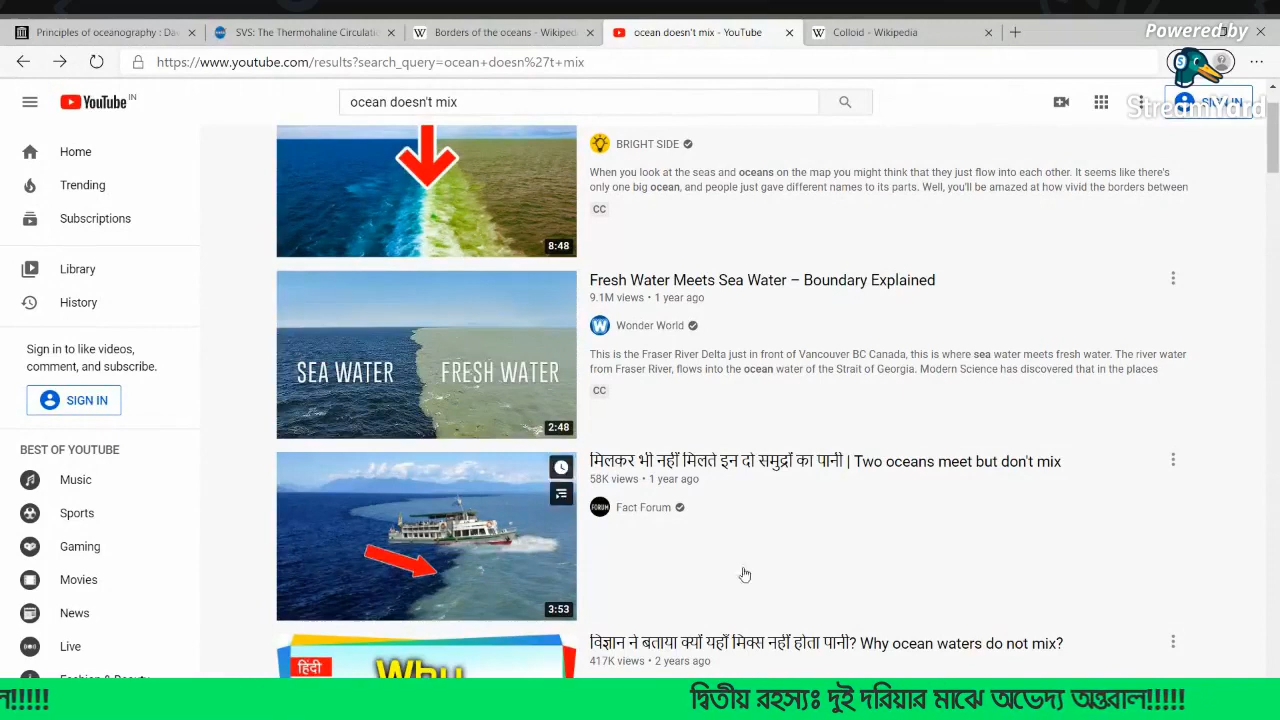 Powered by
StreamYard
Principles of oceanography : Da
SVS: The Thermohaline Circulati
Borders of the oceans - Wikiped
ocean doesn't mix - YouTube
Colloid - Wikipedia
https://www.youtube.com/results?search_query=ocean+doesn%27t+mix
YouTube IN
ocean doesn't mix
SIGN IN
Home
Trending
Subscriptions
Library
History
Sign in to like videos,
comment, and subscribe.
SIGN IN
BEST OF YOUTUBE
Music
Sports
Gaming
Movies
News
Live
8:48
BRIGHT SIDE
When you look at the seas and oceans on the map you might think that they just flow into each other. It seems like there's
only one big ocean, and people just gave different names to its parts. Well, you'll be amazed at how vivid the borders between
CC
SEA WATER
FRESH WATER
2:48
Fresh Water Meets Sea Water – Boundary Explained
9.1M views • 1 year ago
Wonder World
This is the Fraser River Delta just in front of Vancouver BC Canada, this is where sea water meets fresh water. The river water
from Fraser River, flows into the ocean water of the Strait of Georgia. Modern Science has discovered that in the places
CC
3:53
मिलकर भी नहीं मिलते इन दो समुद्रों का पानी | Two oceans meet but don't mix
58K views • 1 year ago
FORUM
Fact Forum
हिंदी
Why
विज्ञान ने बताया क्यों यहाँ मिक्स नहीं होता पानी? Why ocean waters do not mix?
417K views • 2 years ago
দ্বিতীয় রহস্যঃ দুই দরিয়ার মাঝে অভেদ্য অন্তরাল!!!!!